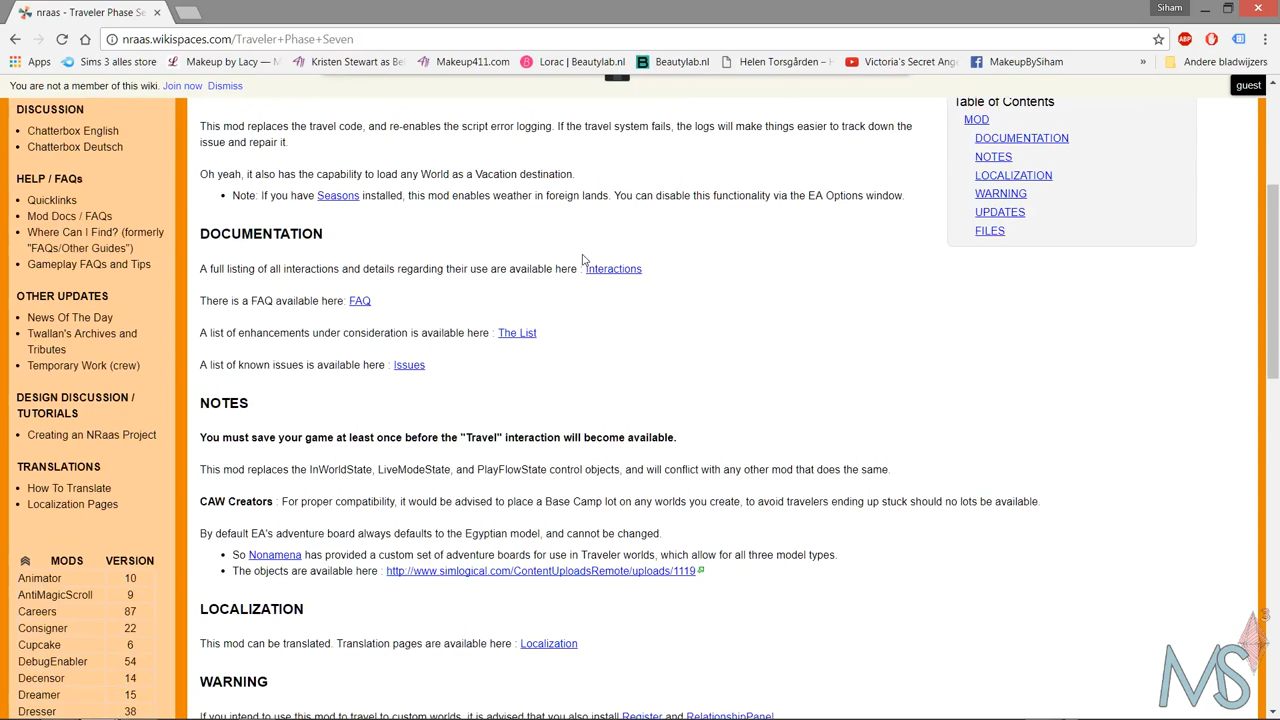 nraas - Traveler Phase Se
Siham
nraas.wikispaces.com/Traveler+Phase+Seven
Apps Sims 3 alles store Makeup by Lacy — M Kristen Stewart as Be Makeup411.com Lorac | Beautylab.nl Beautylab.nl Helen Torsgården – H Victoria's Secret Ang MakeupBySiham » Andere bladwijzers
You are not a member of this wiki. Join now Dismiss
guest
DISCUSSION
Chatterbox English
Chatterbox Deutsch
HELP / FAQs
Quicklinks
Mod Docs / FAQs
Where Can I Find? (formerly
"FAQs/Other Guides")
Gameplay FAQs and Tips
OTHER UPDATES
News Of The Day
Twallan's Archives and
Tributes
Temporary Work (crew)
DESIGN DISCUSSION /
TUTORIALS
Creating an NRaas Project
TRANSLATIONS
How To Translate
Localization Pages
MODS VERSION
Animator 10
AntiMagicScroll 9
Careers 87
Consigner 22
Cupcake 6
DebugEnabler 54
Decensor 14
Dreamer 15
Dresser 38
This mod replaces the travel code, and re-enables the script error logging. If the travel system fails, the logs will make things easier to track down the
issue and repair it.
Oh yeah, it also has the capability to load any World as a Vacation destination.
Note: If you have Seasons installed, this mod enables weather in foreign lands. You can disable this functionality via the EA Options window.
DOCUMENTATION
A full listing of all interactions and details regarding their use are available here : Interactions
There is a FAQ available here: FAQ
A list of enhancements under consideration is available here : The List
A list of known issues is available here : Issues
NOTES
You must save your game at least once before the "Travel" interaction will become available.
This mod replaces the InWorldState, LiveModeState, and PlayFlowState control objects, and will conflict with any other mod that does the same.
CAW Creators : For proper compatibility, it would be advised to place a Base Camp lot on any worlds you create, to avoid travelers ending up stuck should no lots be available.
By default EA's adventure board always defaults to the Egyptian model, and cannot be changed.
So Nonamena has provided a custom set of adventure boards for use in Traveler worlds, which allow for all three model types.
The objects are available here : http://www.simlogical.com/ContentUploadsRemote/uploads/1119
LOCALIZATION
This mod can be translated. Translation pages are available here : Localization
WARNING
If you intend to use this mod to travel to custom worlds, it is advised that you also install Register and RelationshipPanel
Table of Contents
MOD
DOCUMENTATION
NOTES
LOCALIZATION
WARNING
UPDATES
FILES
MS